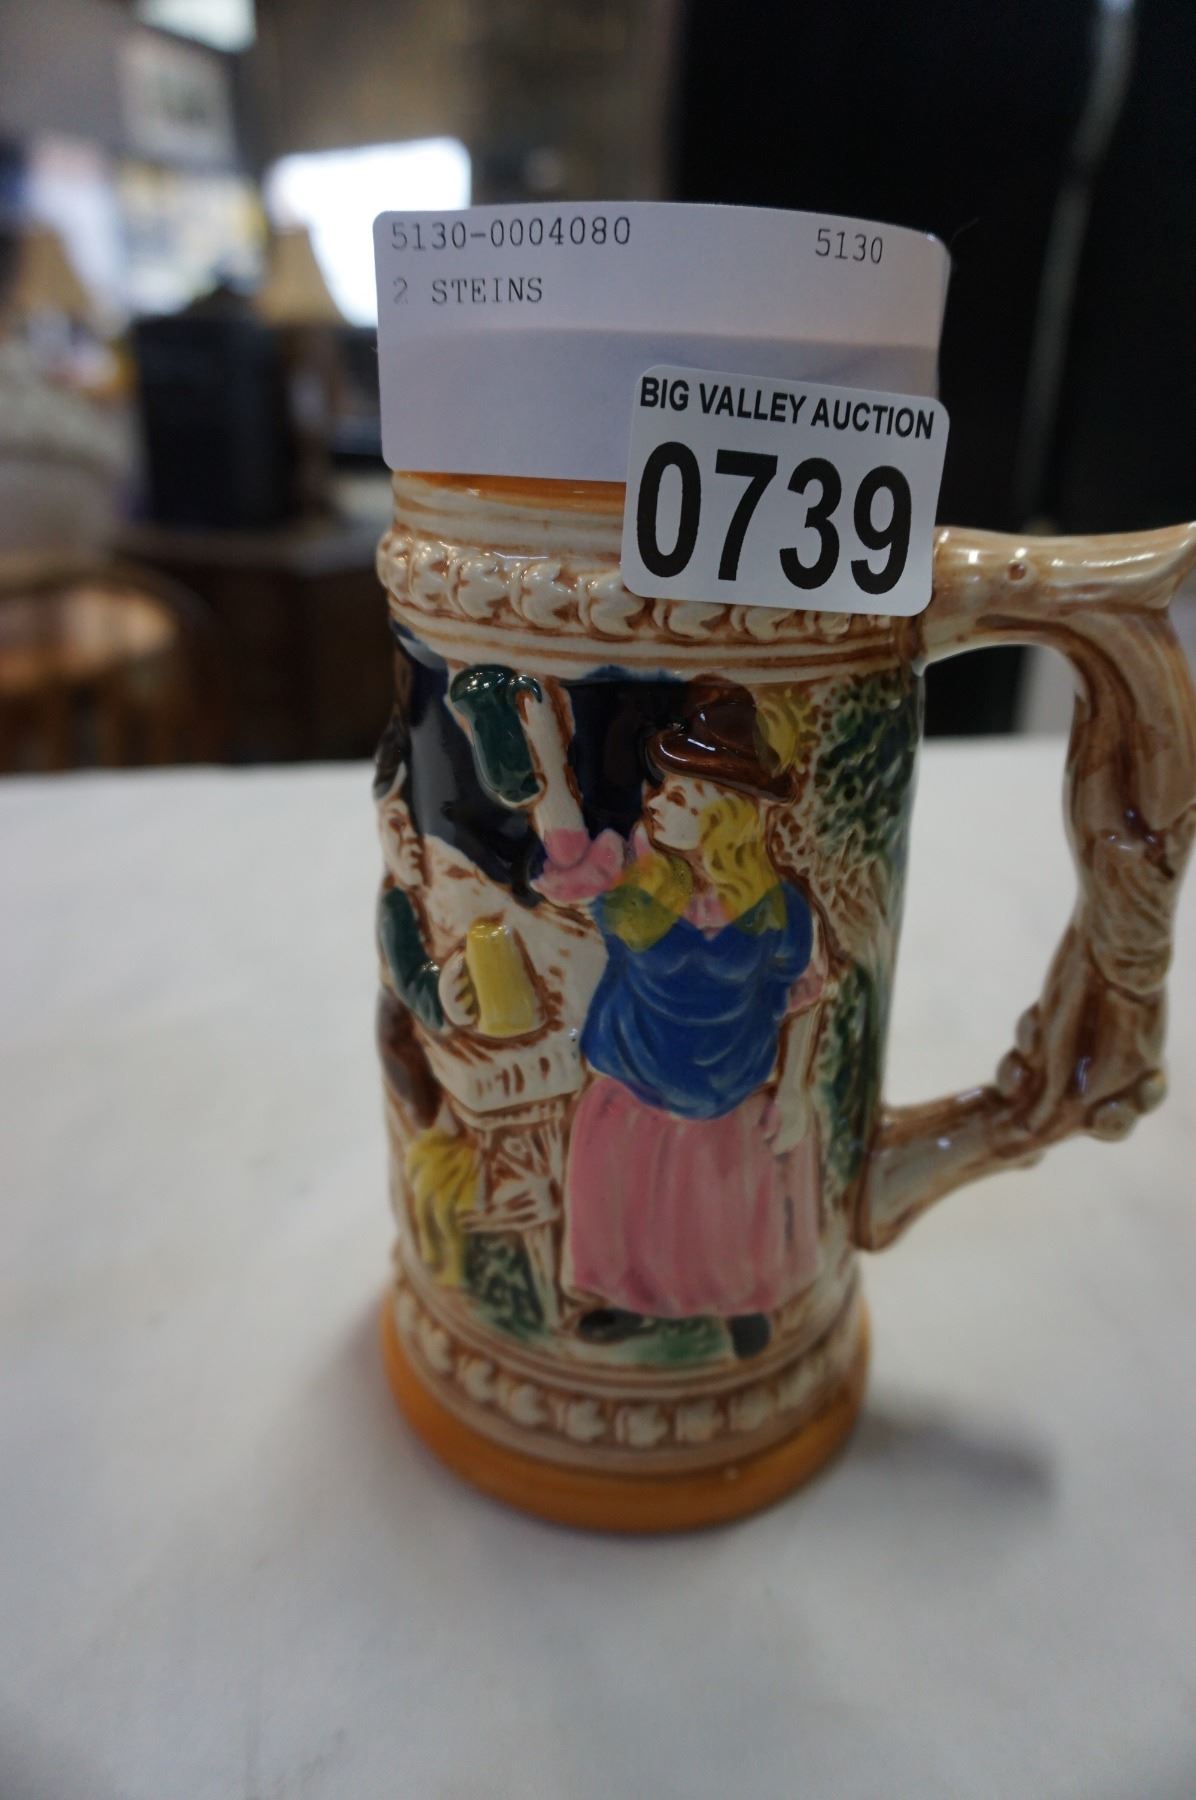 5130-0004080 5130
2 STEINS
BIG VALLEY AUCTION
0739